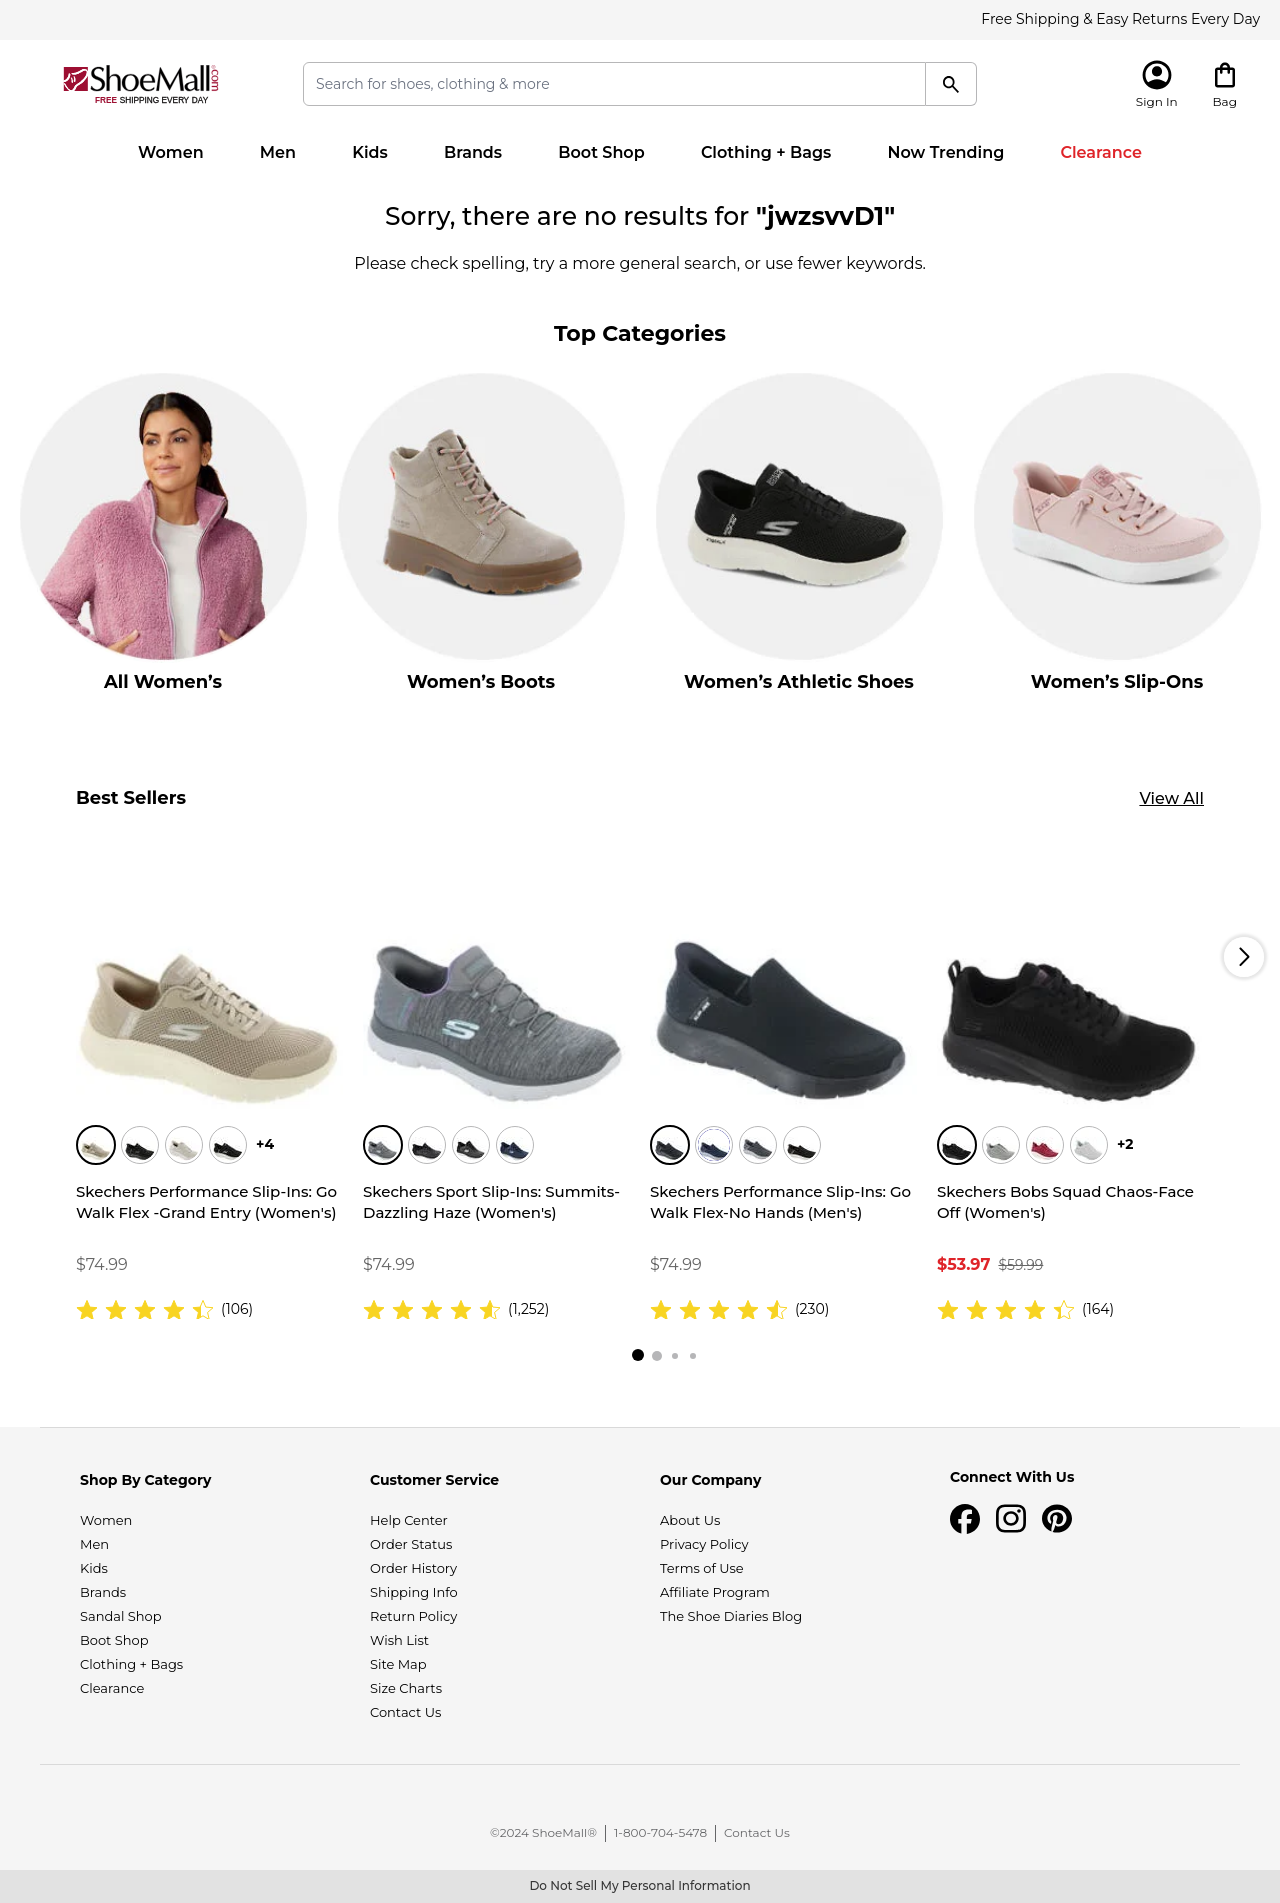 Free Shipping & Easy Returns Every Day
ShoeMall.com
FREE SHIPPING EVERY DAY
Search for shoes, clothing & more
Sign In
Bag
Women Men Kids Brands Boot Shop Clothing + Bags Now Trending Clearance
Sorry, there are no results for "jwzsvvD1"
Please check spelling, try a more general search, or use fewer keywords.
Top Categories
All Women’s
Women’s Boots
Women’s Athletic Shoes
Women’s Slip-Ons
Best Sellers
View All
+4
Skechers Performance Slip-Ins: Go
Walk Flex -Grand Entry (Women's)
$74.99
(106)
Skechers Sport Slip-Ins: Summits-
Dazzling Haze (Women's)
$74.99
(1,252)
Skechers Performance Slip-Ins: Go
Walk Flex-No Hands (Men's)
$74.99
(230)
+2
Skechers Bobs Squad Chaos-Face
Off (Women's)
$53.97 $59.99
(164)
Shop By Category
Women
Men
Kids
Brands
Sandal Shop
Boot Shop
Clothing + Bags
Clearance
Customer Service
Help Center
Order Status
Order History
Shipping Info
Return Policy
Wish List
Site Map
Size Charts
Contact Us
Our Company
About Us
Privacy Policy
Terms of Use
Affiliate Program
The Shoe Diaries Blog
Connect With Us
©2024 ShoeMall® 1-800-704-5478 Contact Us
Do Not Sell My Personal Information